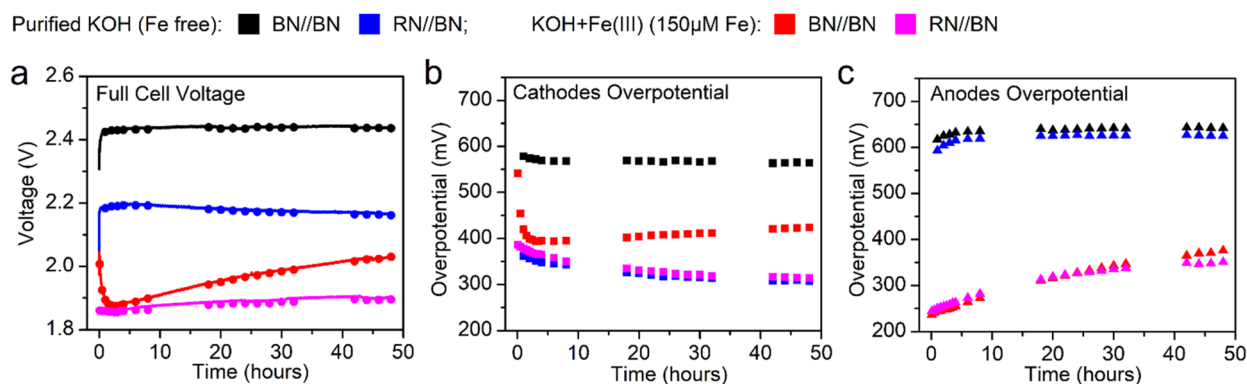 Purified KOH (Fe free): BN//BN RN//BN; KOH+Fe(III) (150µM Fe): BN//BN RN//BN
a
Full Cell Voltage
Voltage (V)
2.6
2.4
2.2
2.0
1.8
0 10 20 30 40 50
Time (hours)
b
Cathodes Overpotential
Overpotential (mV)
700
600
500
400
300
200
0 10 20 30 40 50
Time (hours)
c
Anodes Overpotential
Overpotential (mV)
700
600
500
400
300
200
0 10 20 30 40 50
Time (hours)